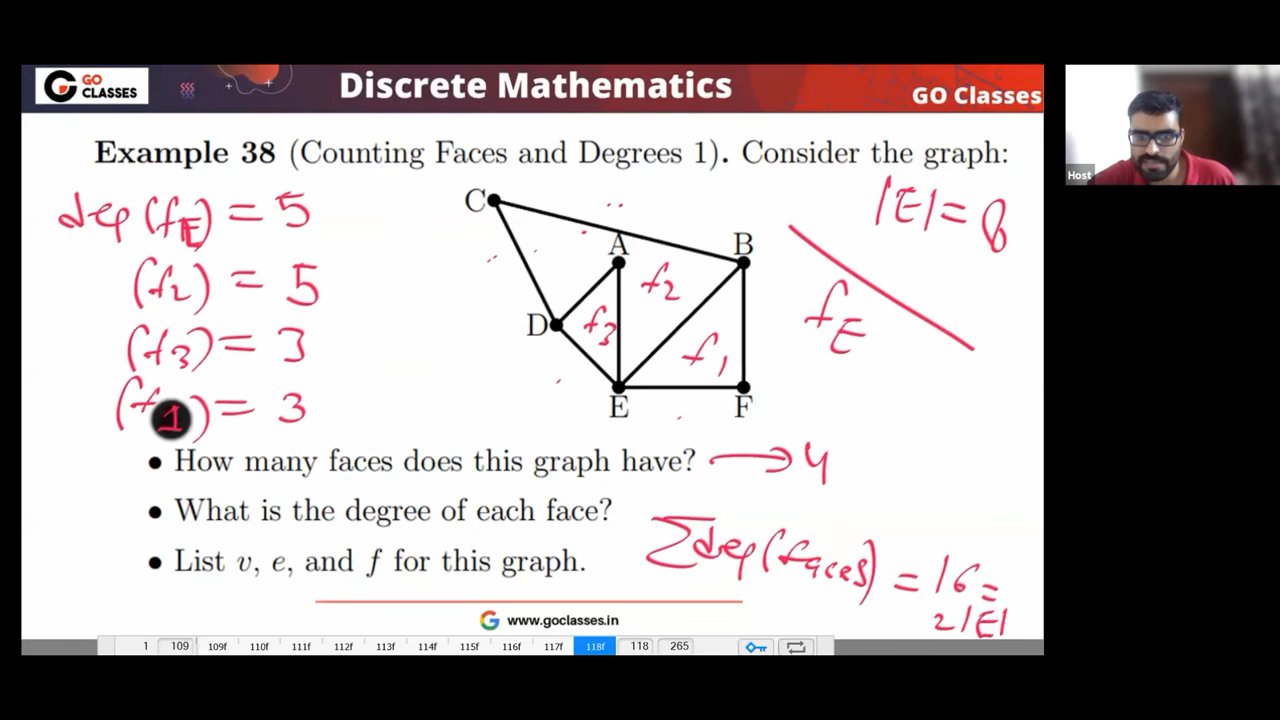 GO
CLASSES
Discrete Mathematics
GO Classes
Host
Example 38 (Counting Faces and Degrees 1). Consider the graph:
deg(fE) = 5
(f2) = 5
(f3) = 3
(f1) = 3
|E| = 8
C
A
B
D
E
F
f2
f3
f1
fE
• How many faces does this graph have? → 4
• What is the degree of each face?
• List v, e, and f for this graph.
∑deg(faces) = 16 =
2|E|
www.goclasses.in
1 109 109f 110f 111f 112f 113f 114f 115f 116f 117f 118f 118 265